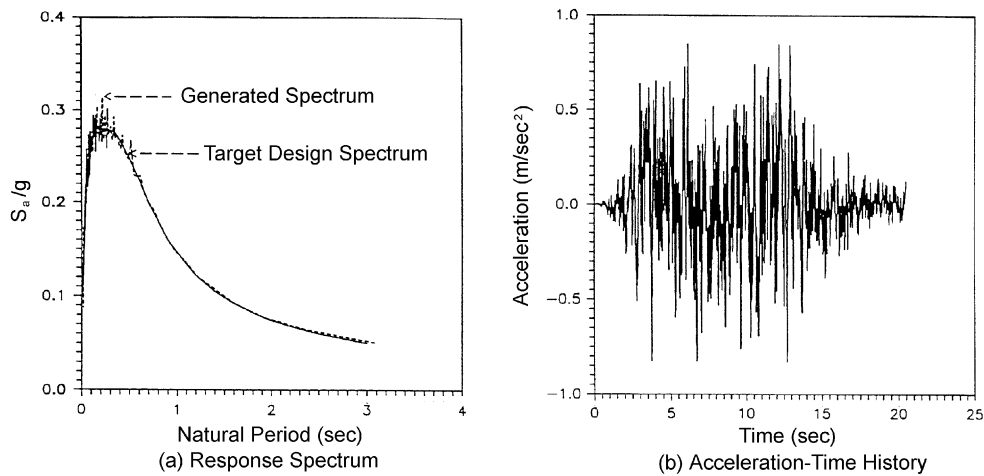 0.4
0.3
0.2
0.1
0.0
Sₐ/g
Generated Spectrum
Target Design Spectrum
0 1 2 3 4
Natural Period (sec)
(a) Response Spectrum
1.0
0.5
0.0
−0.5
−1.0
Acceleration (m/sec²)
0 5 10 15 20 25
Time (sec)
(b) Acceleration-Time History